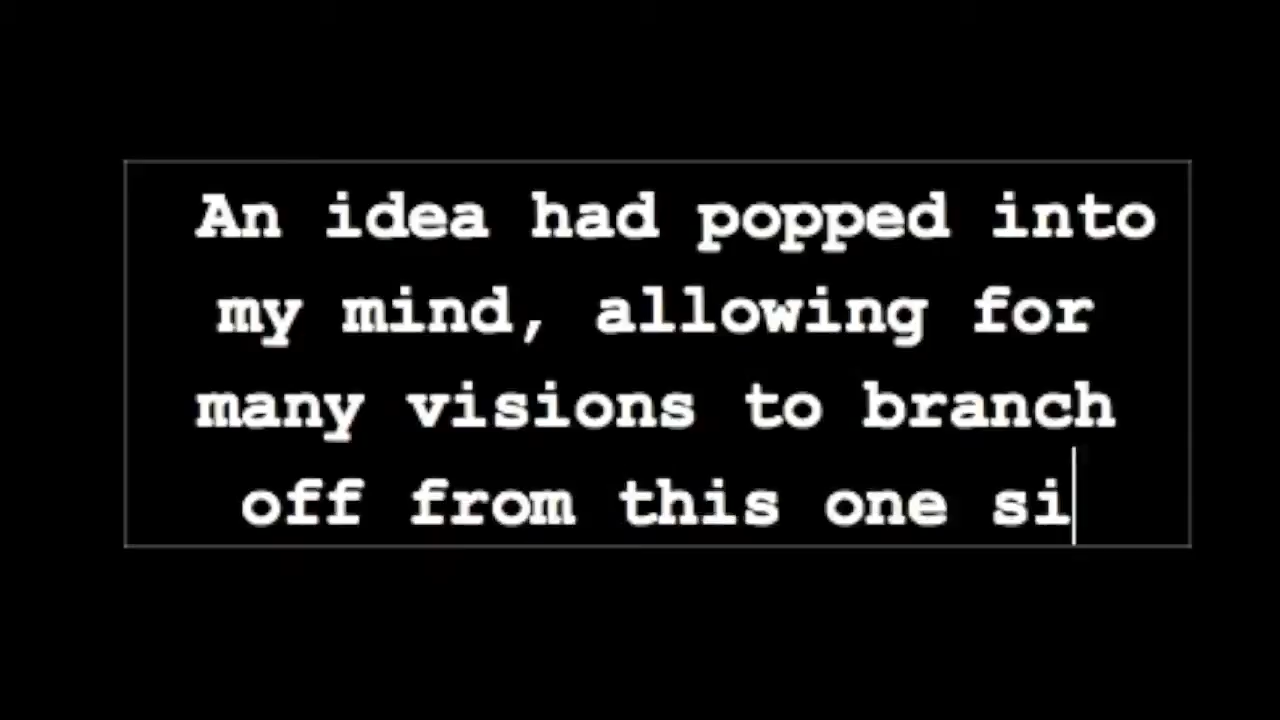 An idea had popped into
my mind, allowing for
many visions to branch
off from this one si